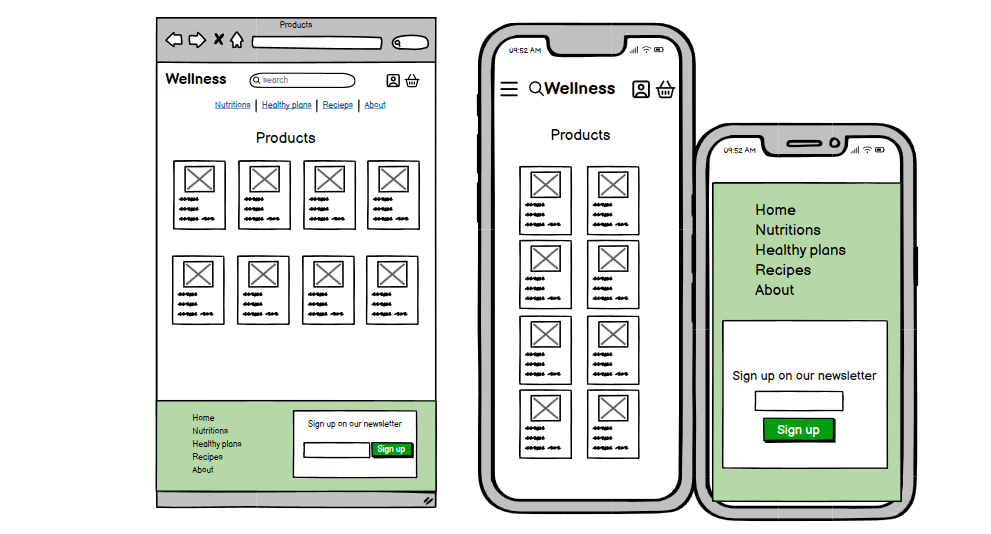 Products
Wellness
search
Nutritions | Healthy plans | Recieps | About
Products
Home
Nutritions
Healthy plans
Recipes
About
Sign up on our newsletter
Sign up
09:52 AM
Wellness
Products
09:52 AM
Home
Nutritions
Healthy plans
Recipes
About
Sign up on our newsletter
Sign up